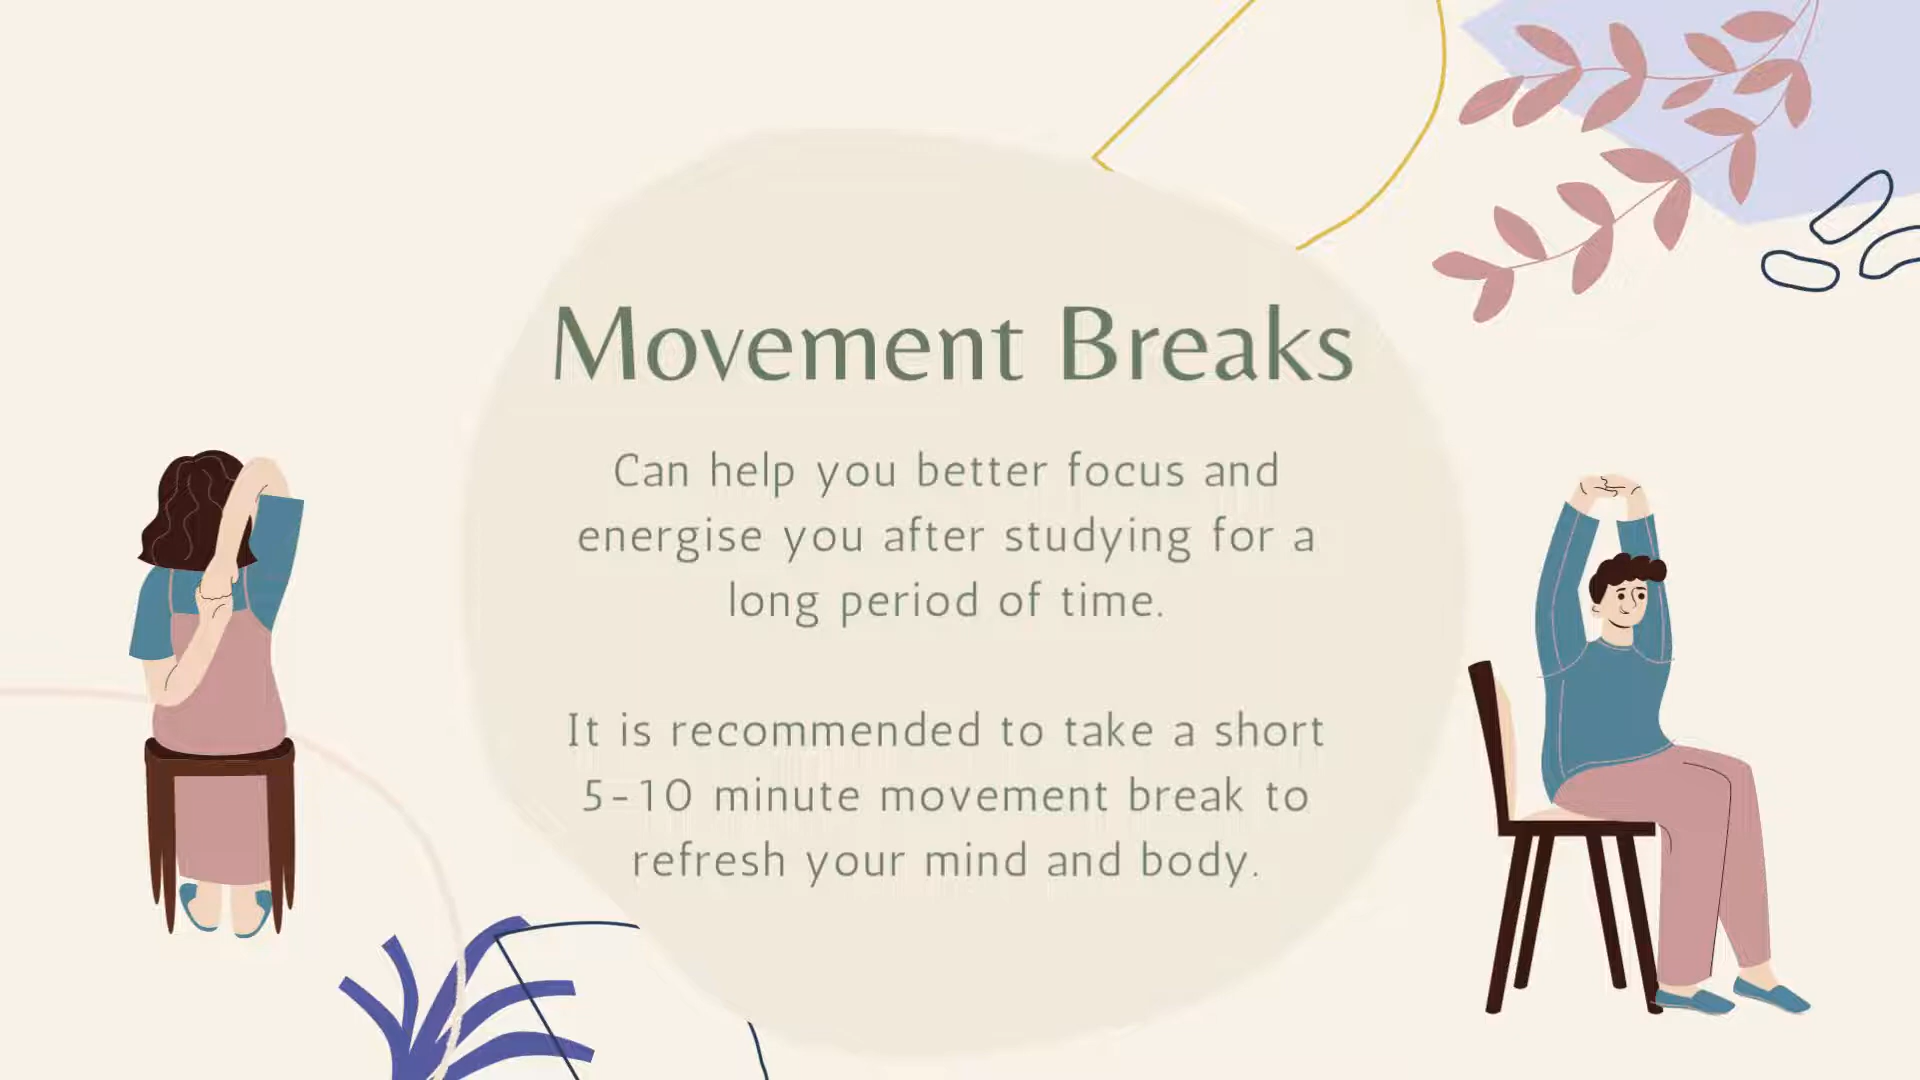 Movement Breaks
Can help you better focus and
energise you after studying for a
long period of time.
It is recommended to take a short
5-10 minute movement break to
refresh your mind and body.